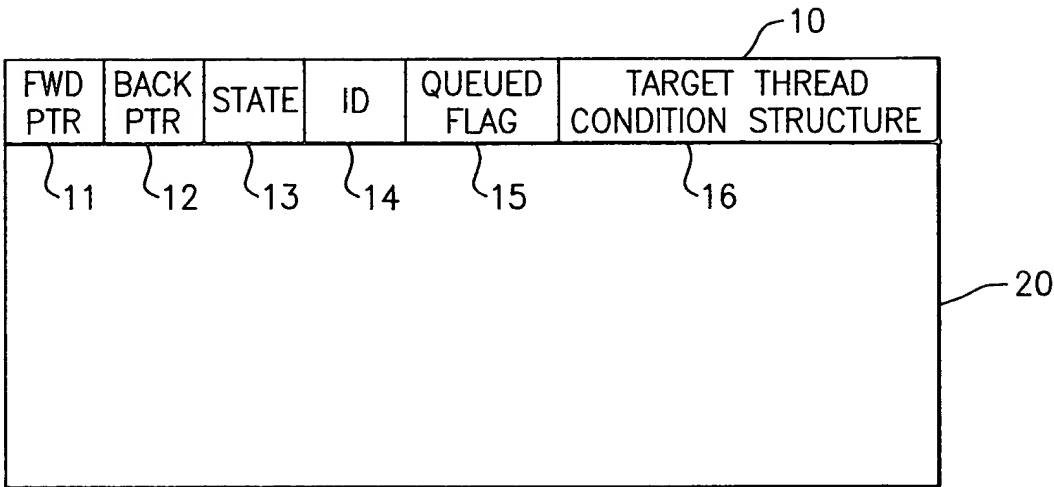 10
FWD PTR
BACK PTR
STATE
ID
QUEUED FLAG
TARGET THREAD CONDITION STRUCTURE
11
12
13
14
15
16
20